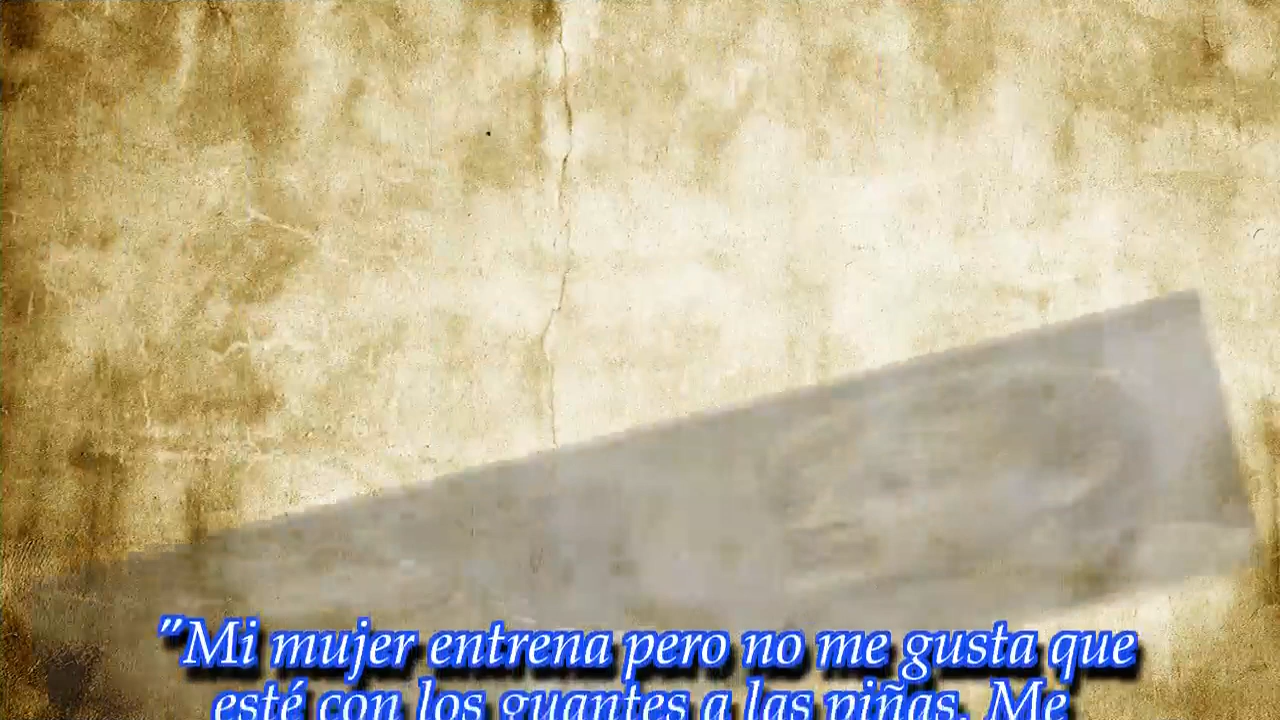 "Mi mujer entrena pero no me gusta que
esté con los guantes a las piñas. Me